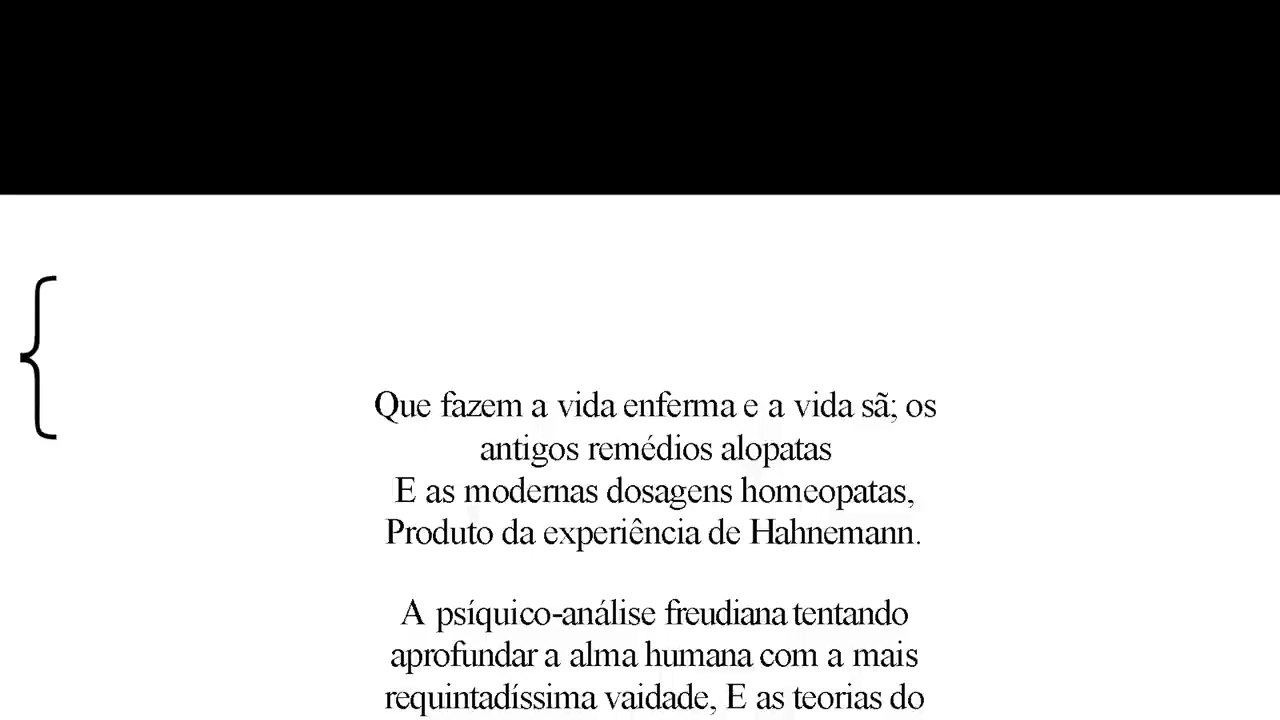 Que fazem a vida enferma e a vida sã; os
antigos remédios alopatas
E as modernas dosagens homeopatas,
Produto da experiência de Hahnemann.
A psíquico-análise freudiana tentando
aprofundar a alma humana com a mais
requintadíssima vaidade, E as teorias do